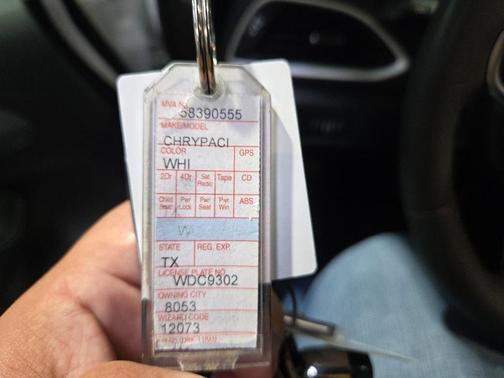 MVA No
58390555
MAKE/MODEL
CHRYPACI
COLOR GPS
WHI
2Dr 4Dr Sat Radio Tape CD
Child Seat Pwr Lock Pwr Seat Pwr Win ABS
W
STATE REG. EXP.
TX
LICENSE PLATE NO
WDC9302
OWNING CITY
8053
WIZARD CODE
12073